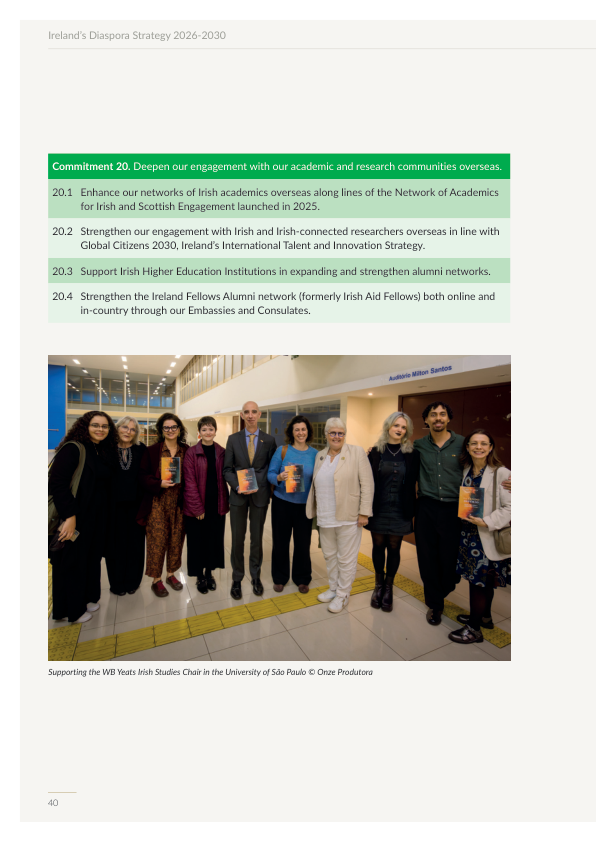 Ireland's Diaspora Strategy 2026-2030
Commitment 20. Deepen our engagement with our academic and research communities overseas.
20.1 Enhance our networks of Irish academics overseas along lines of the Network of Academics
for Irish and Scottish Engagement launched in 2025.
20.2 Strengthen our engagement with Irish and Irish-connected researchers overseas in line with
Global Citizens 2030, Ireland's International Talent and Innovation Strategy.
20.3 Support Irish Higher Education Institutions in expanding and strengthen alumni networks.
20.4 Strengthen the Ireland Fellows Alumni network (formerly Irish Aid Fellows) both online and
in-country through our Embassies and Consulates.
Auditório Milton Santos
Supporting the WB Yeats Irish Studies Chair in the University of São Paulo © Onze Produtora
40